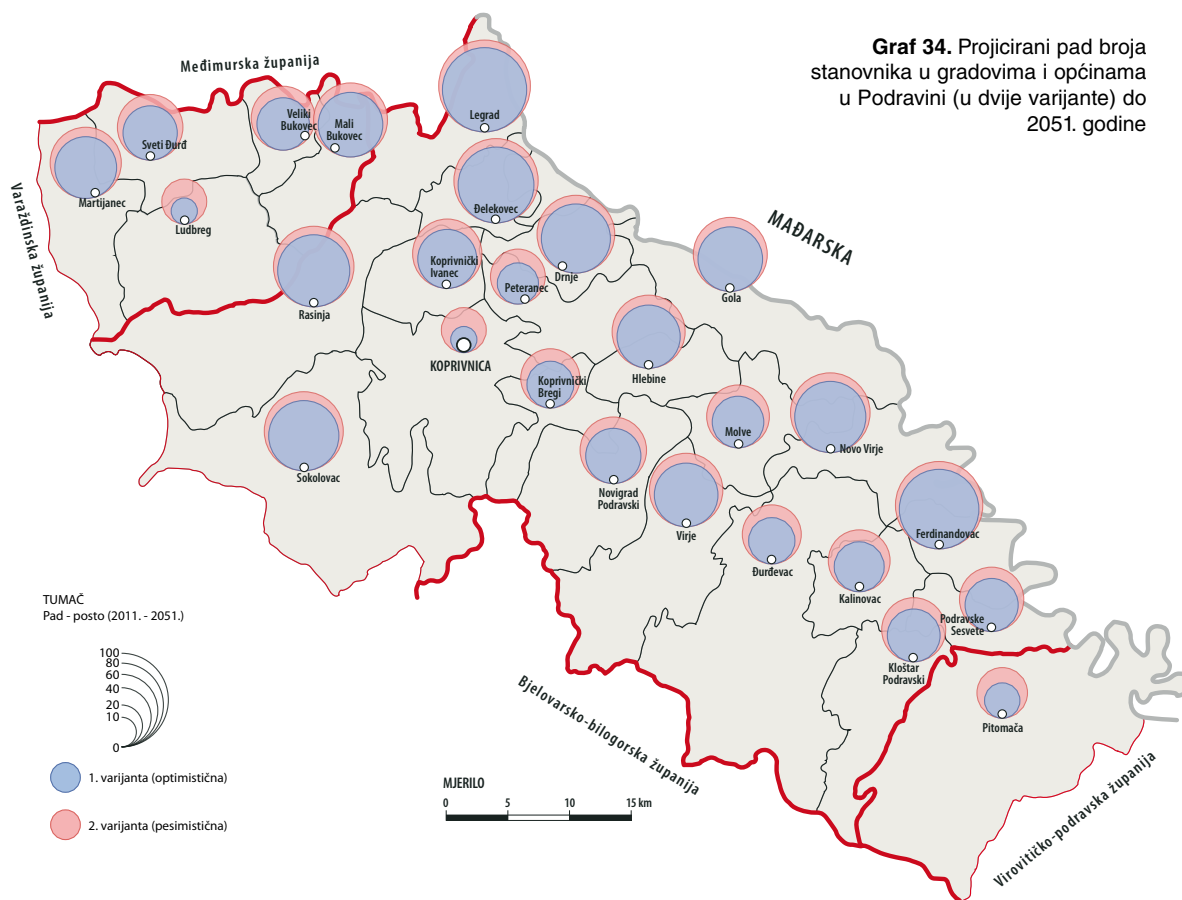 Graf 34. Projicirani pad broja
stanovnika u gradovima i općinama
u Podravini (u dvije varijante) do
2051. godine
Međimurska županija
Varaždinska županija
MAĐARSKA
Bjelovarsko-bilogorska županija
Virovitičko-podravska županija
Legrad
Veliki
Bukovec
Mali
Bukovec
Sveti Đurđ
Martijanec
Ludbreg
Đelekovec
Rasinja
Koprivnički
Ivanec
Peteranec
Drnje
Gola
KOPRIVNICA
Hlebine
Koprivnički
Bregi
Sokolovac
Novigrad
Podravski
Molve
Novo Virje
Virje
Đurđevac
Ferdinandovac
Kalinovac
Podravske
Sesvete
Kloštar
Podravski
Pitomača
TUMAČ
Pad - posto (2011. - 2051.)
100
80
60
40
20
10
0
1. varijanta (optimistična)
2. varijanta (pesimistična)
MJERILO
0 5 10 15 km